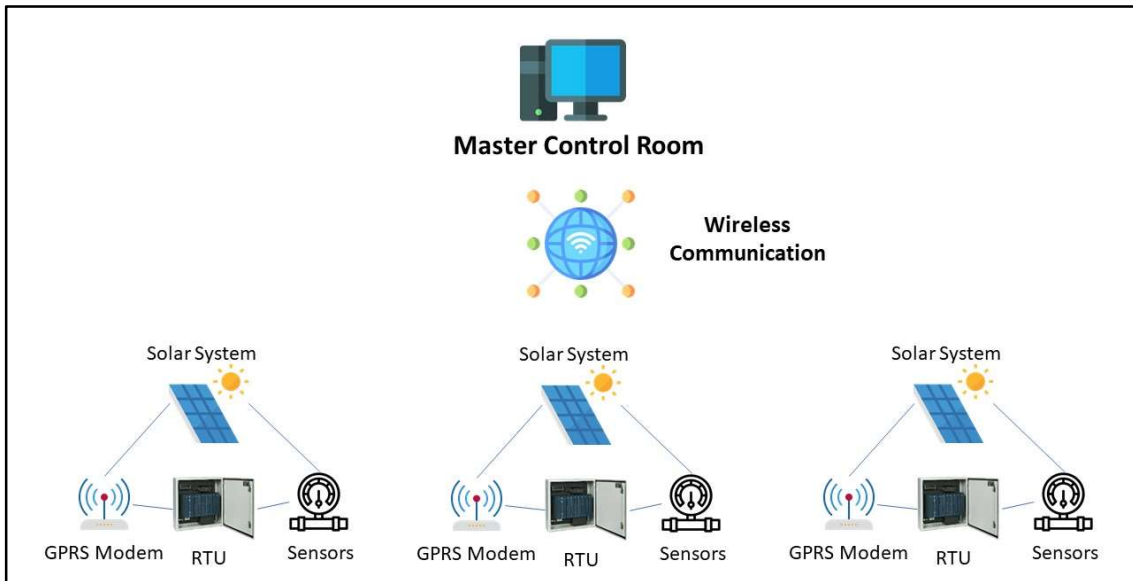 Master Control Room
Wireless
Communication
Solar System
Solar System
Solar System
GPRS Modem
RTU
Sensors
GPRS Modem
RTU
Sensors
GPRS Modem
RTU
Sensors